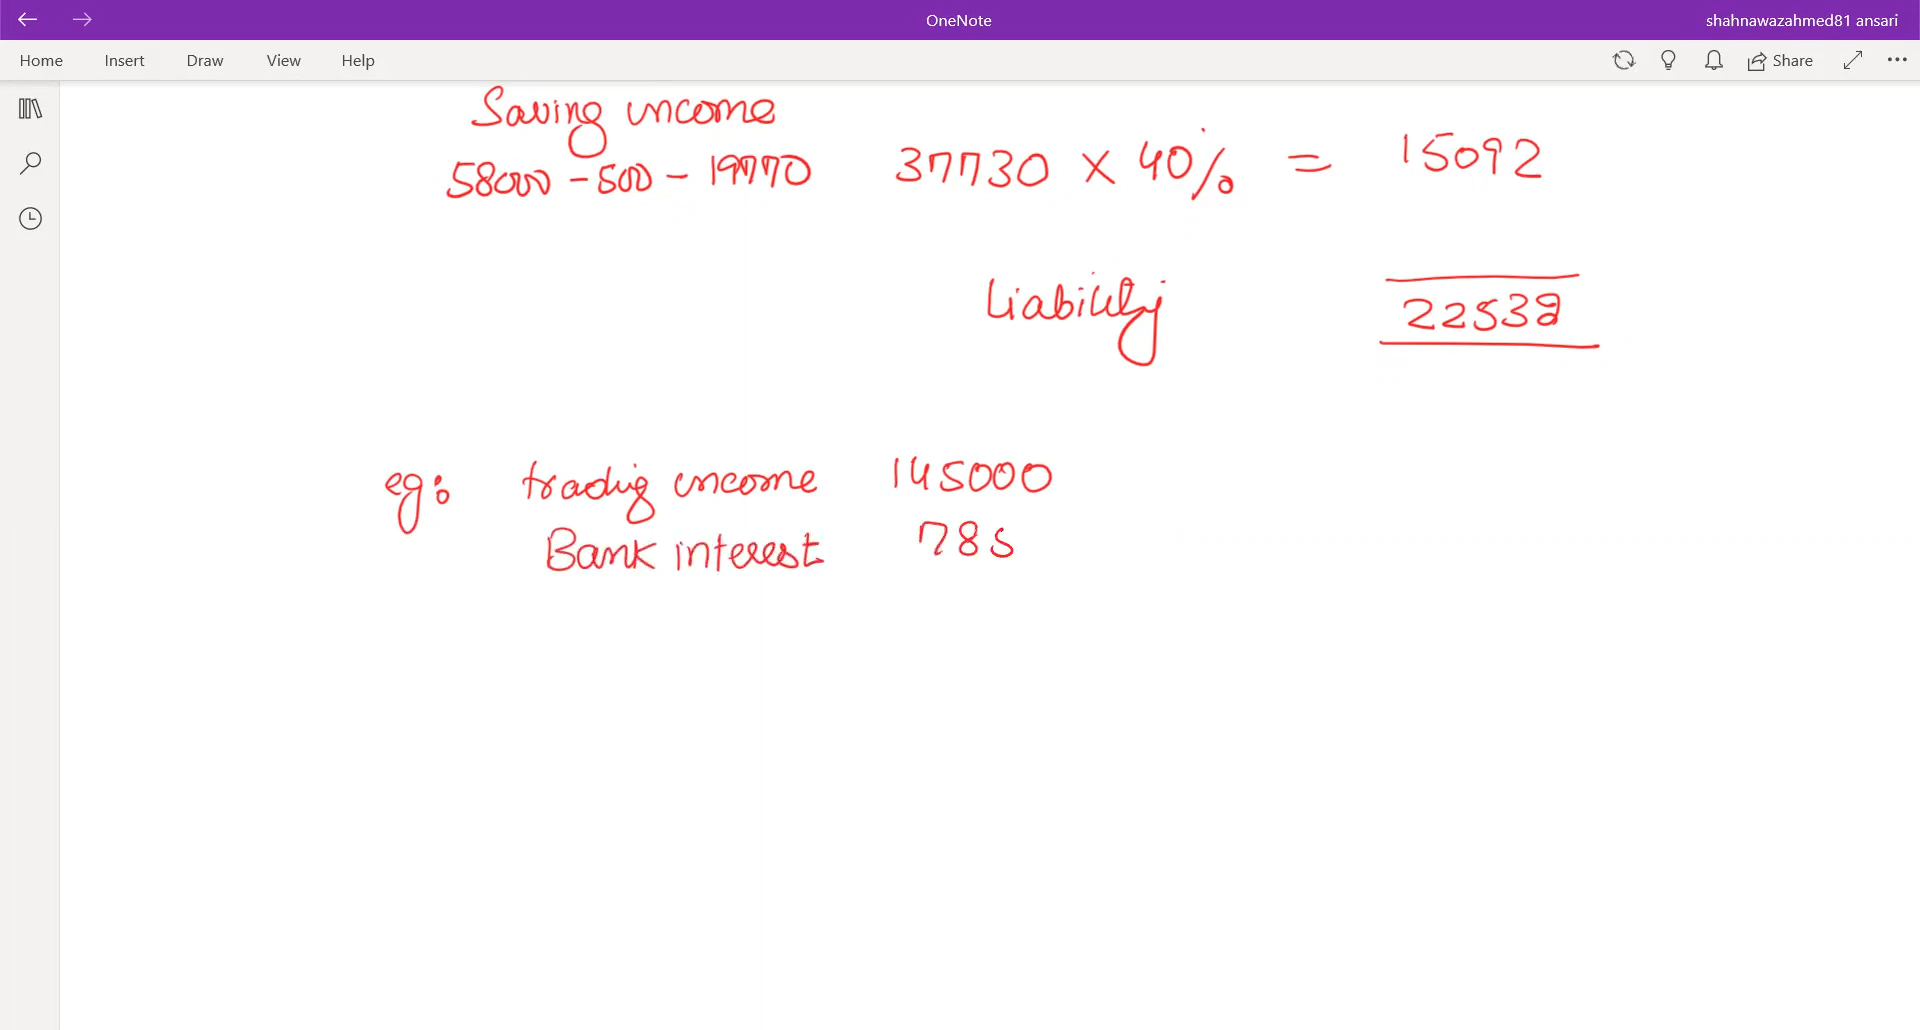 OneNote
shahnawazahmed81 ansari
Home Insert Draw View Help Share
Saving income
58000 - 500 - 19770 37730 × 40% = 15092
Liability 22538
eg: trading income 145000
Bank interest 785